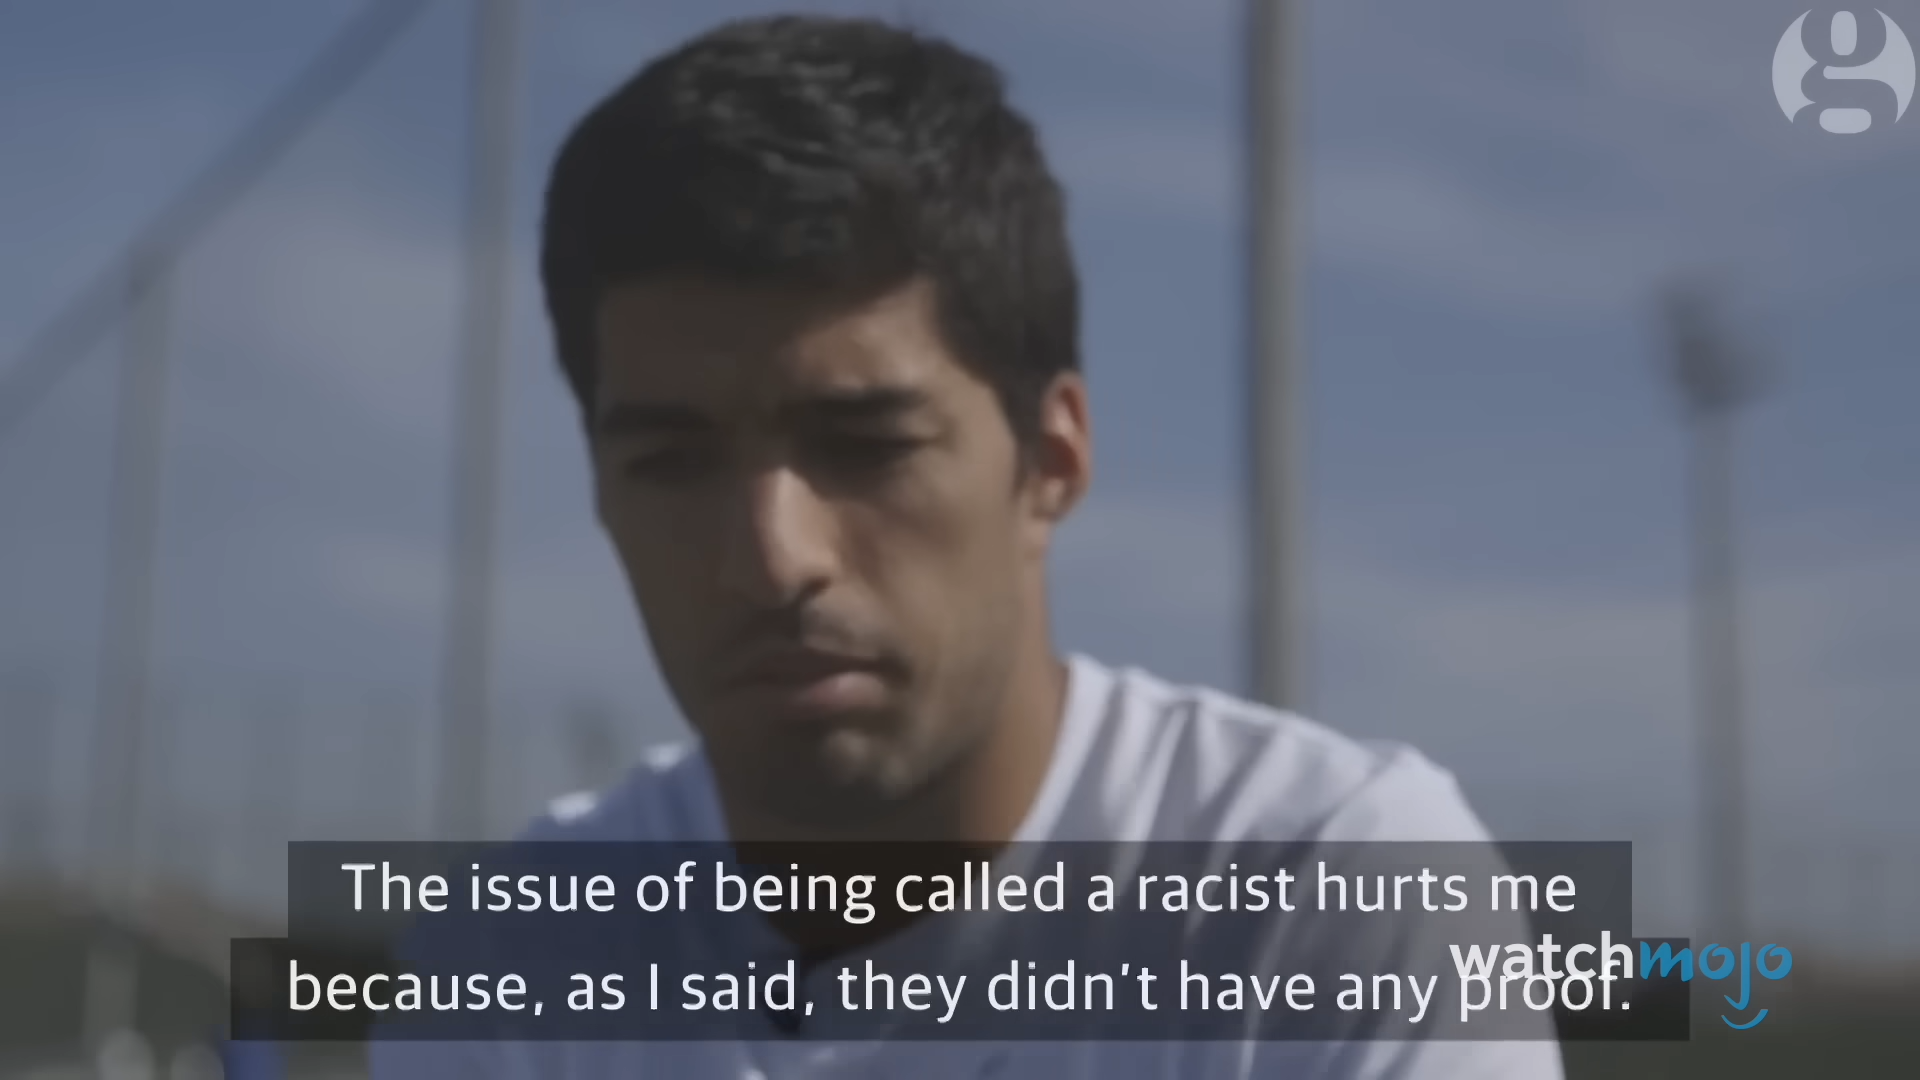 g
The issue of being called a racist hurts me
because, as I said, they didn't have any proof.
watchmojo